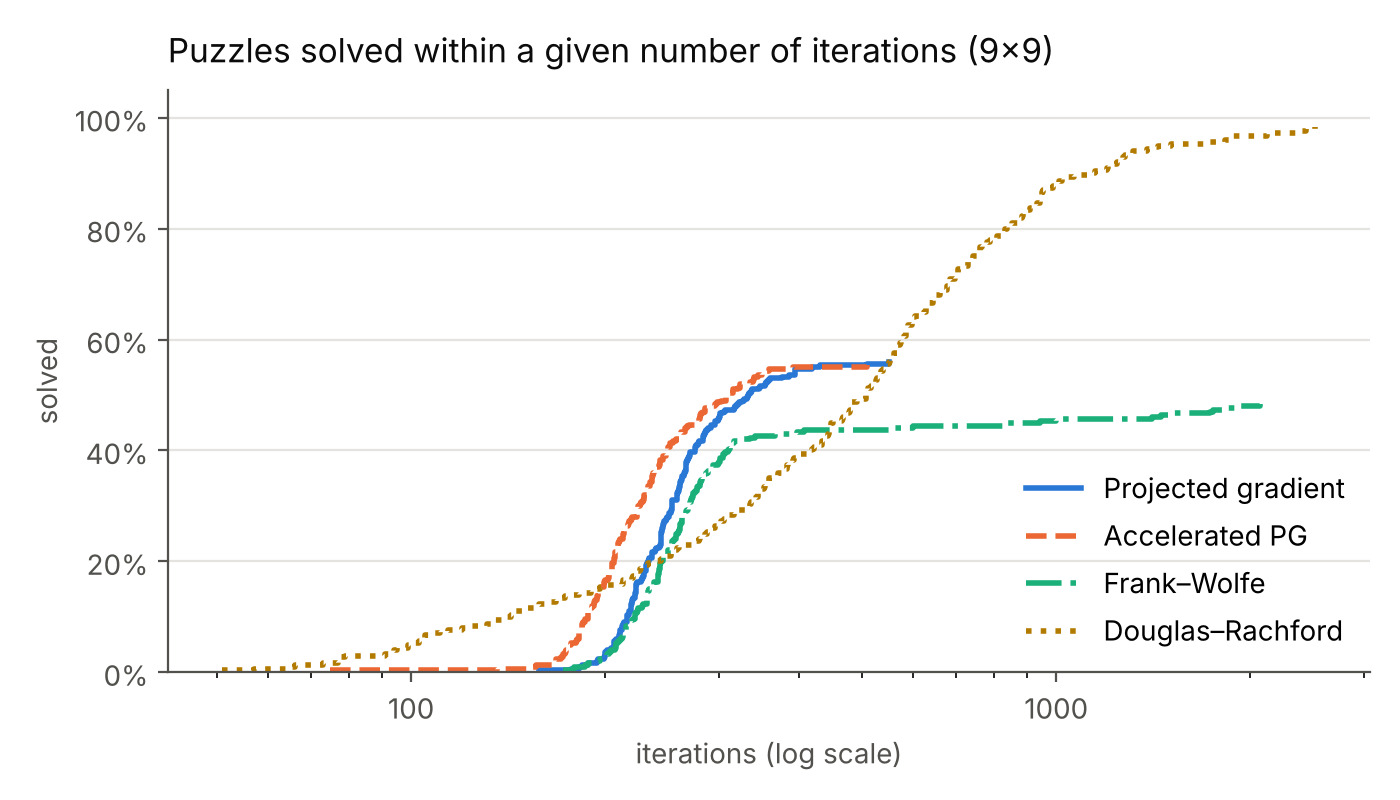 Puzzles solved within a given number of iterations (9×9)
100%
80%
60%
40%
20%
0%
solved
100
1000
iterations (log scale)
Projected gradient
Accelerated PG
Frank–Wolfe
Douglas–Rachford